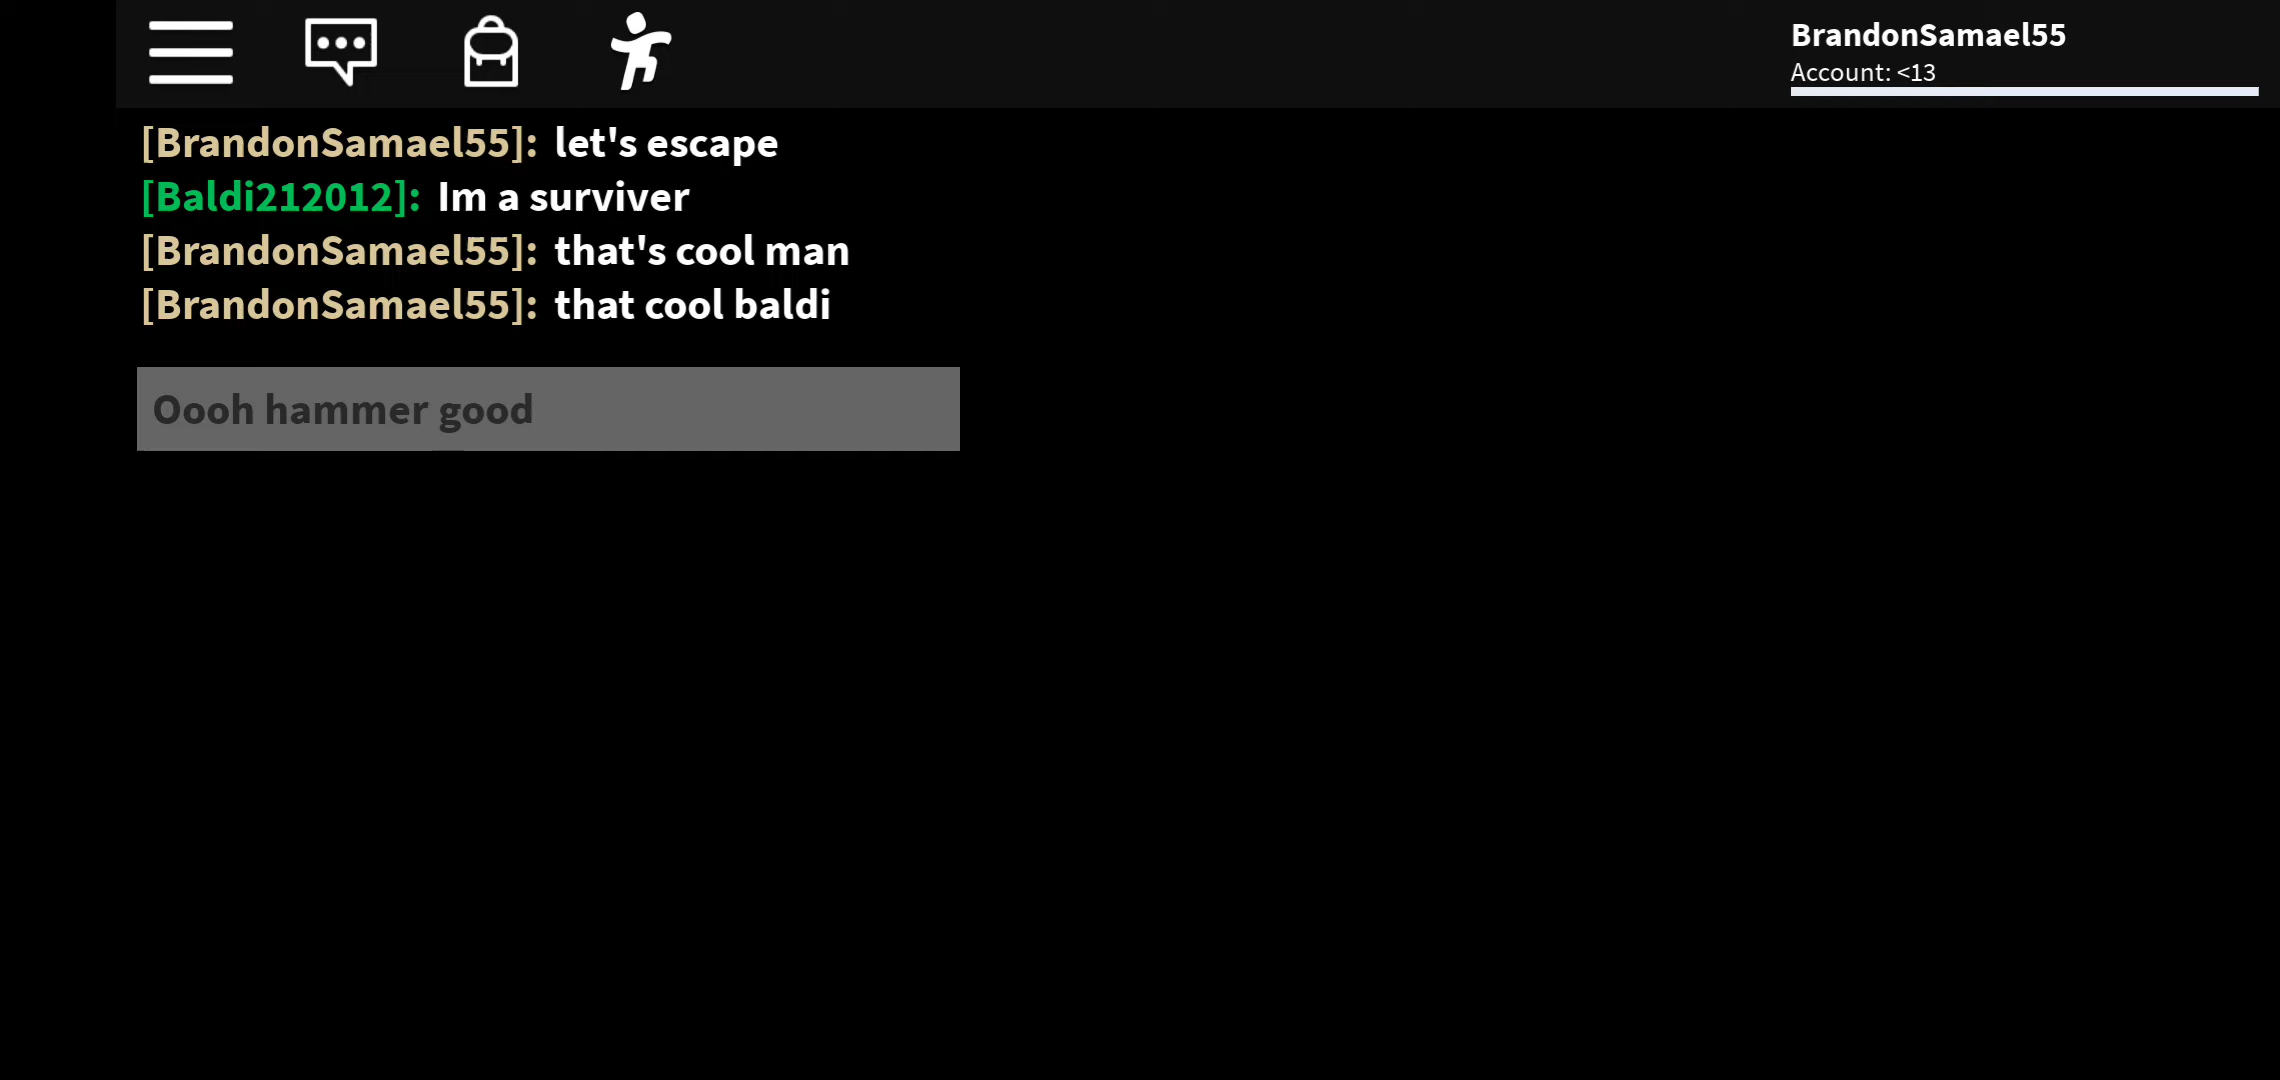 BrandonSamael55
Account: <13
[BrandonSamael55]: let's escape
[Baldi212012]: Im a surviver
[BrandonSamael55]: that's cool man
[BrandonSamael55]: that cool baldi
Oooh hammer good